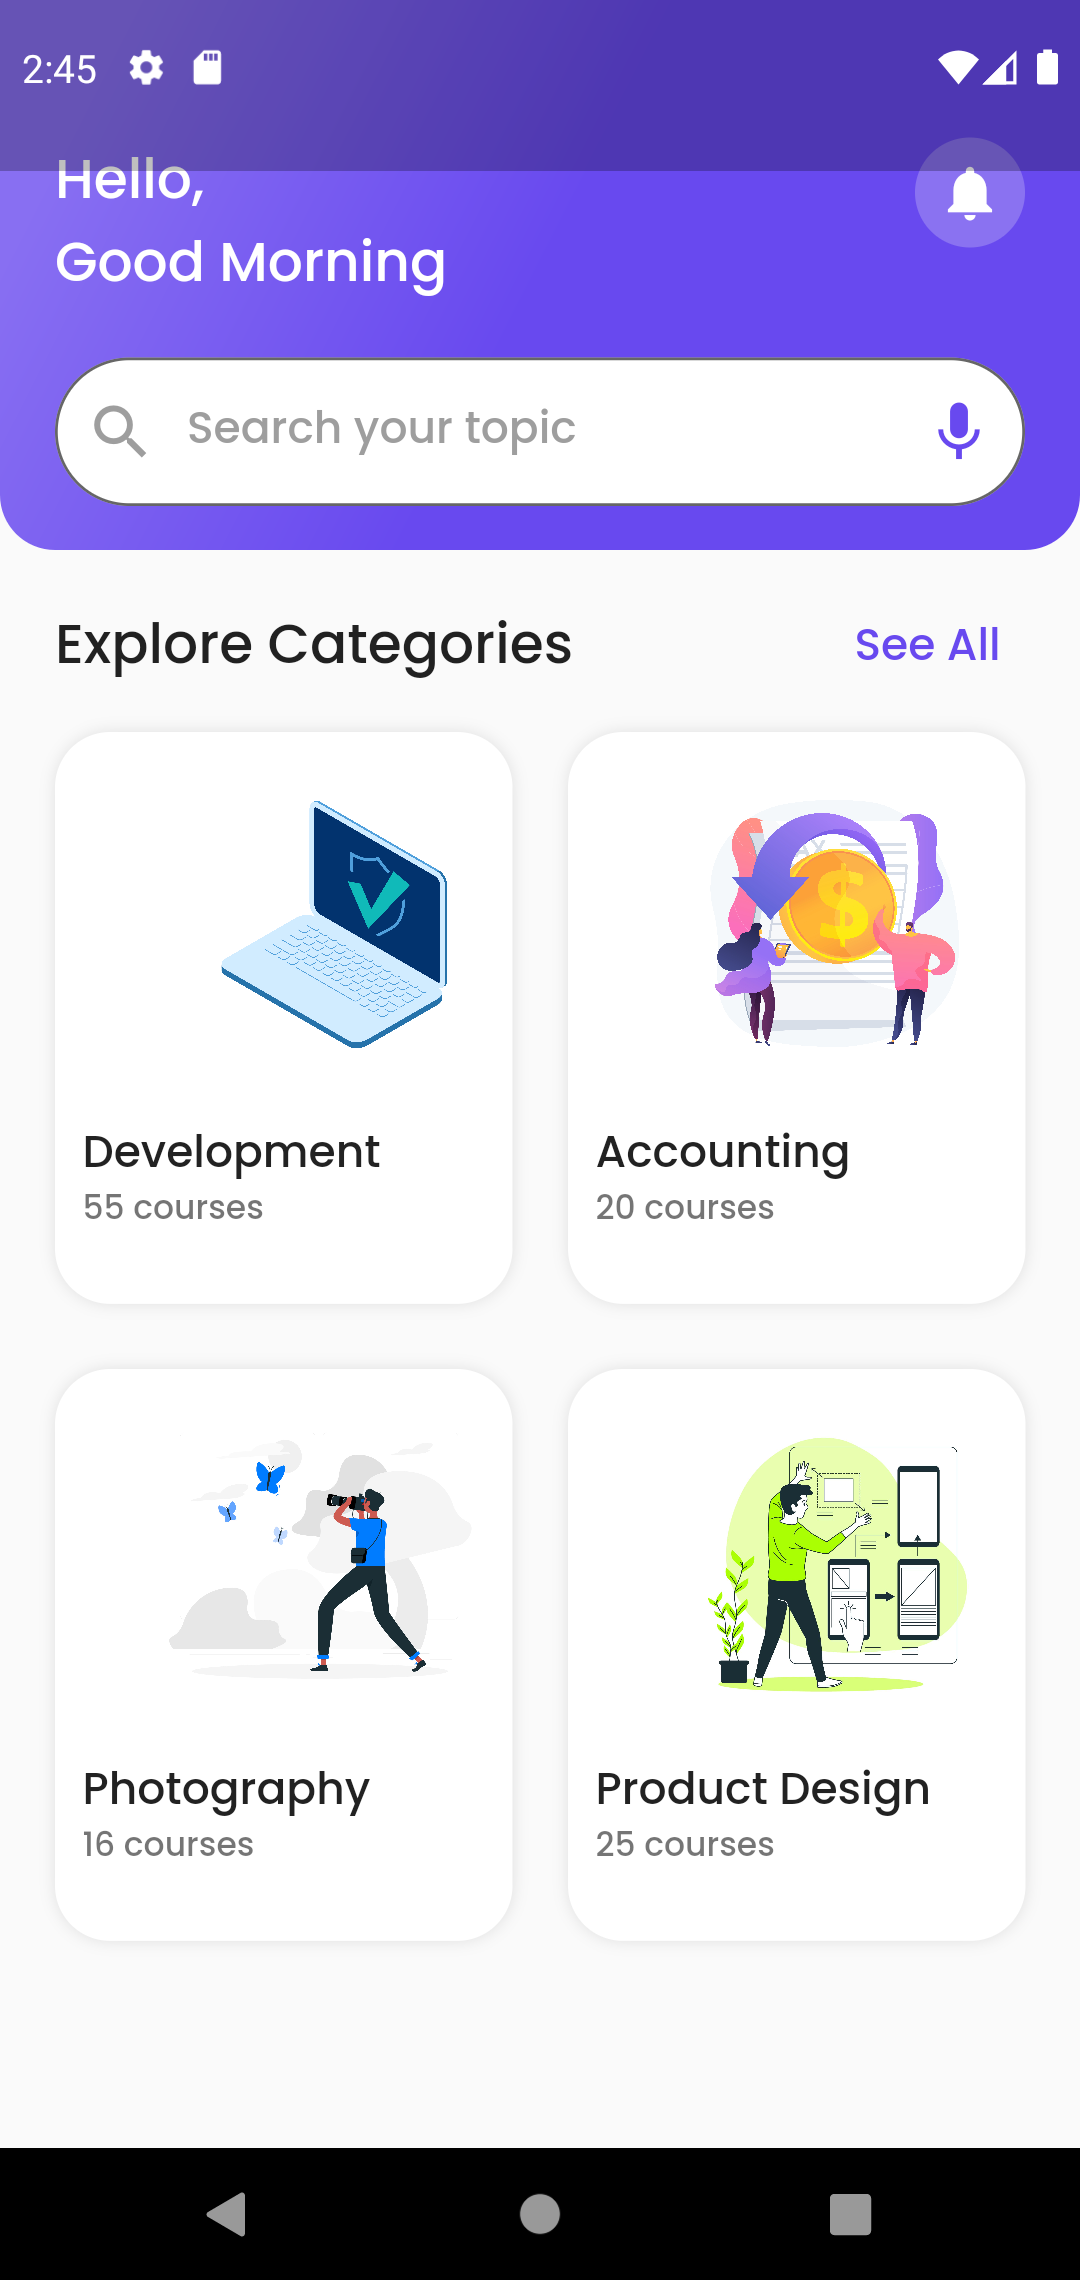 2:45
Hello,
Good Morning
Search your topic
Explore Categories
See All
$
Development
55 courses
Accounting
20 courses
Photography
16 courses
Product Design
25 courses